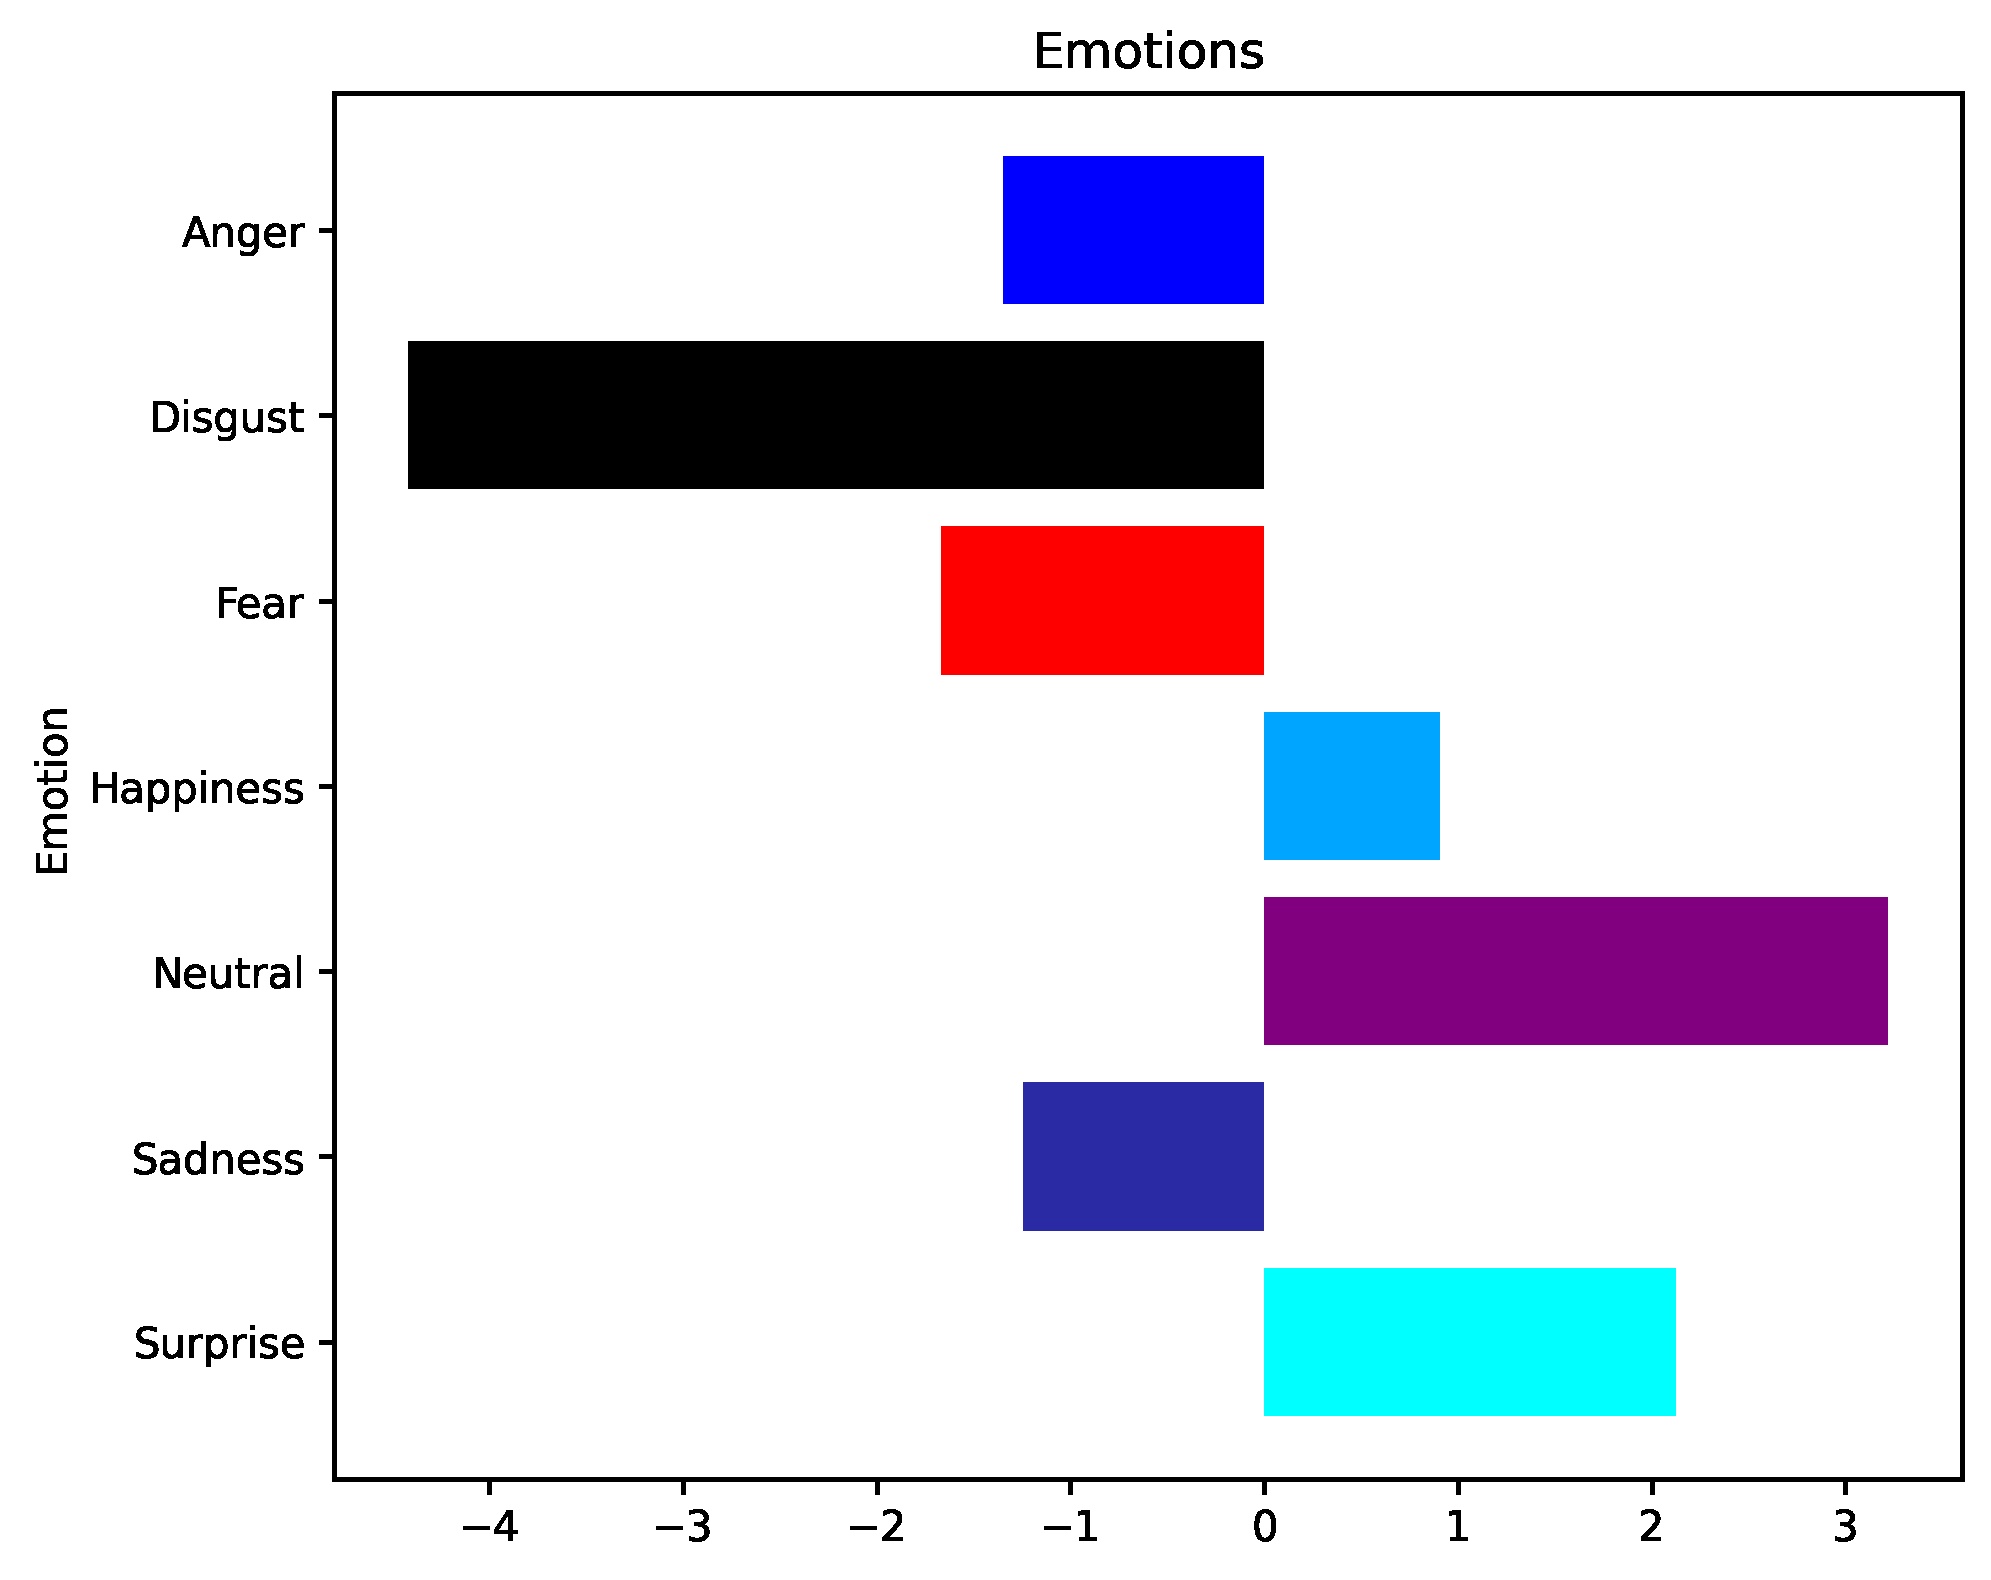 Emotions
Anger
Disgust
Fear
Happiness
Neutral
Sadness
Surprise
Emotion
−4 −3 −2 −1 0 1 2 3